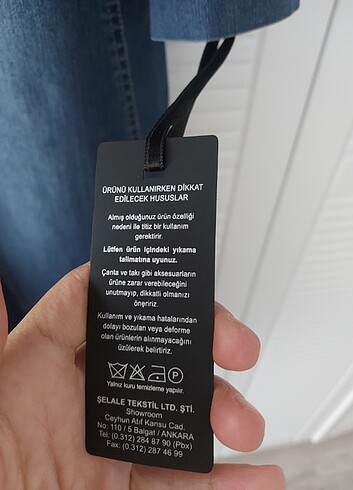 ÜRÜNÜ KULLANIRKEN DİKKAT
EDİLECEK HUSUSLAR
Almış olduğunuz ürün özelliği
nedeni ile titiz bir kullanım
gerektirir.
Lütfen ürün içindeki yıkama
talimatına uyunuz.
Çanta ve takı gibi aksesuarların
ürüne zarar verebileceğini
unutmayıp, dikkatli olmanızı
öneririz.
Kullanım ve yıkama hatalarından
dolayı bozulan veya deforme
olan ürünlerin alınmayacağını
üzülerek belirtiriz.
P
Yalnız kuru temizleme yapılır.
ŞELALE TEKSTİL LTD. ŞTİ.
Showroom
Ceyhun Atıf Kansu Cad.
No: 110 / 5 Balgat / ANKARA
Tel: (0.312) 284 87 90 (Pbx)
Fax: (0.312) 287 46 99